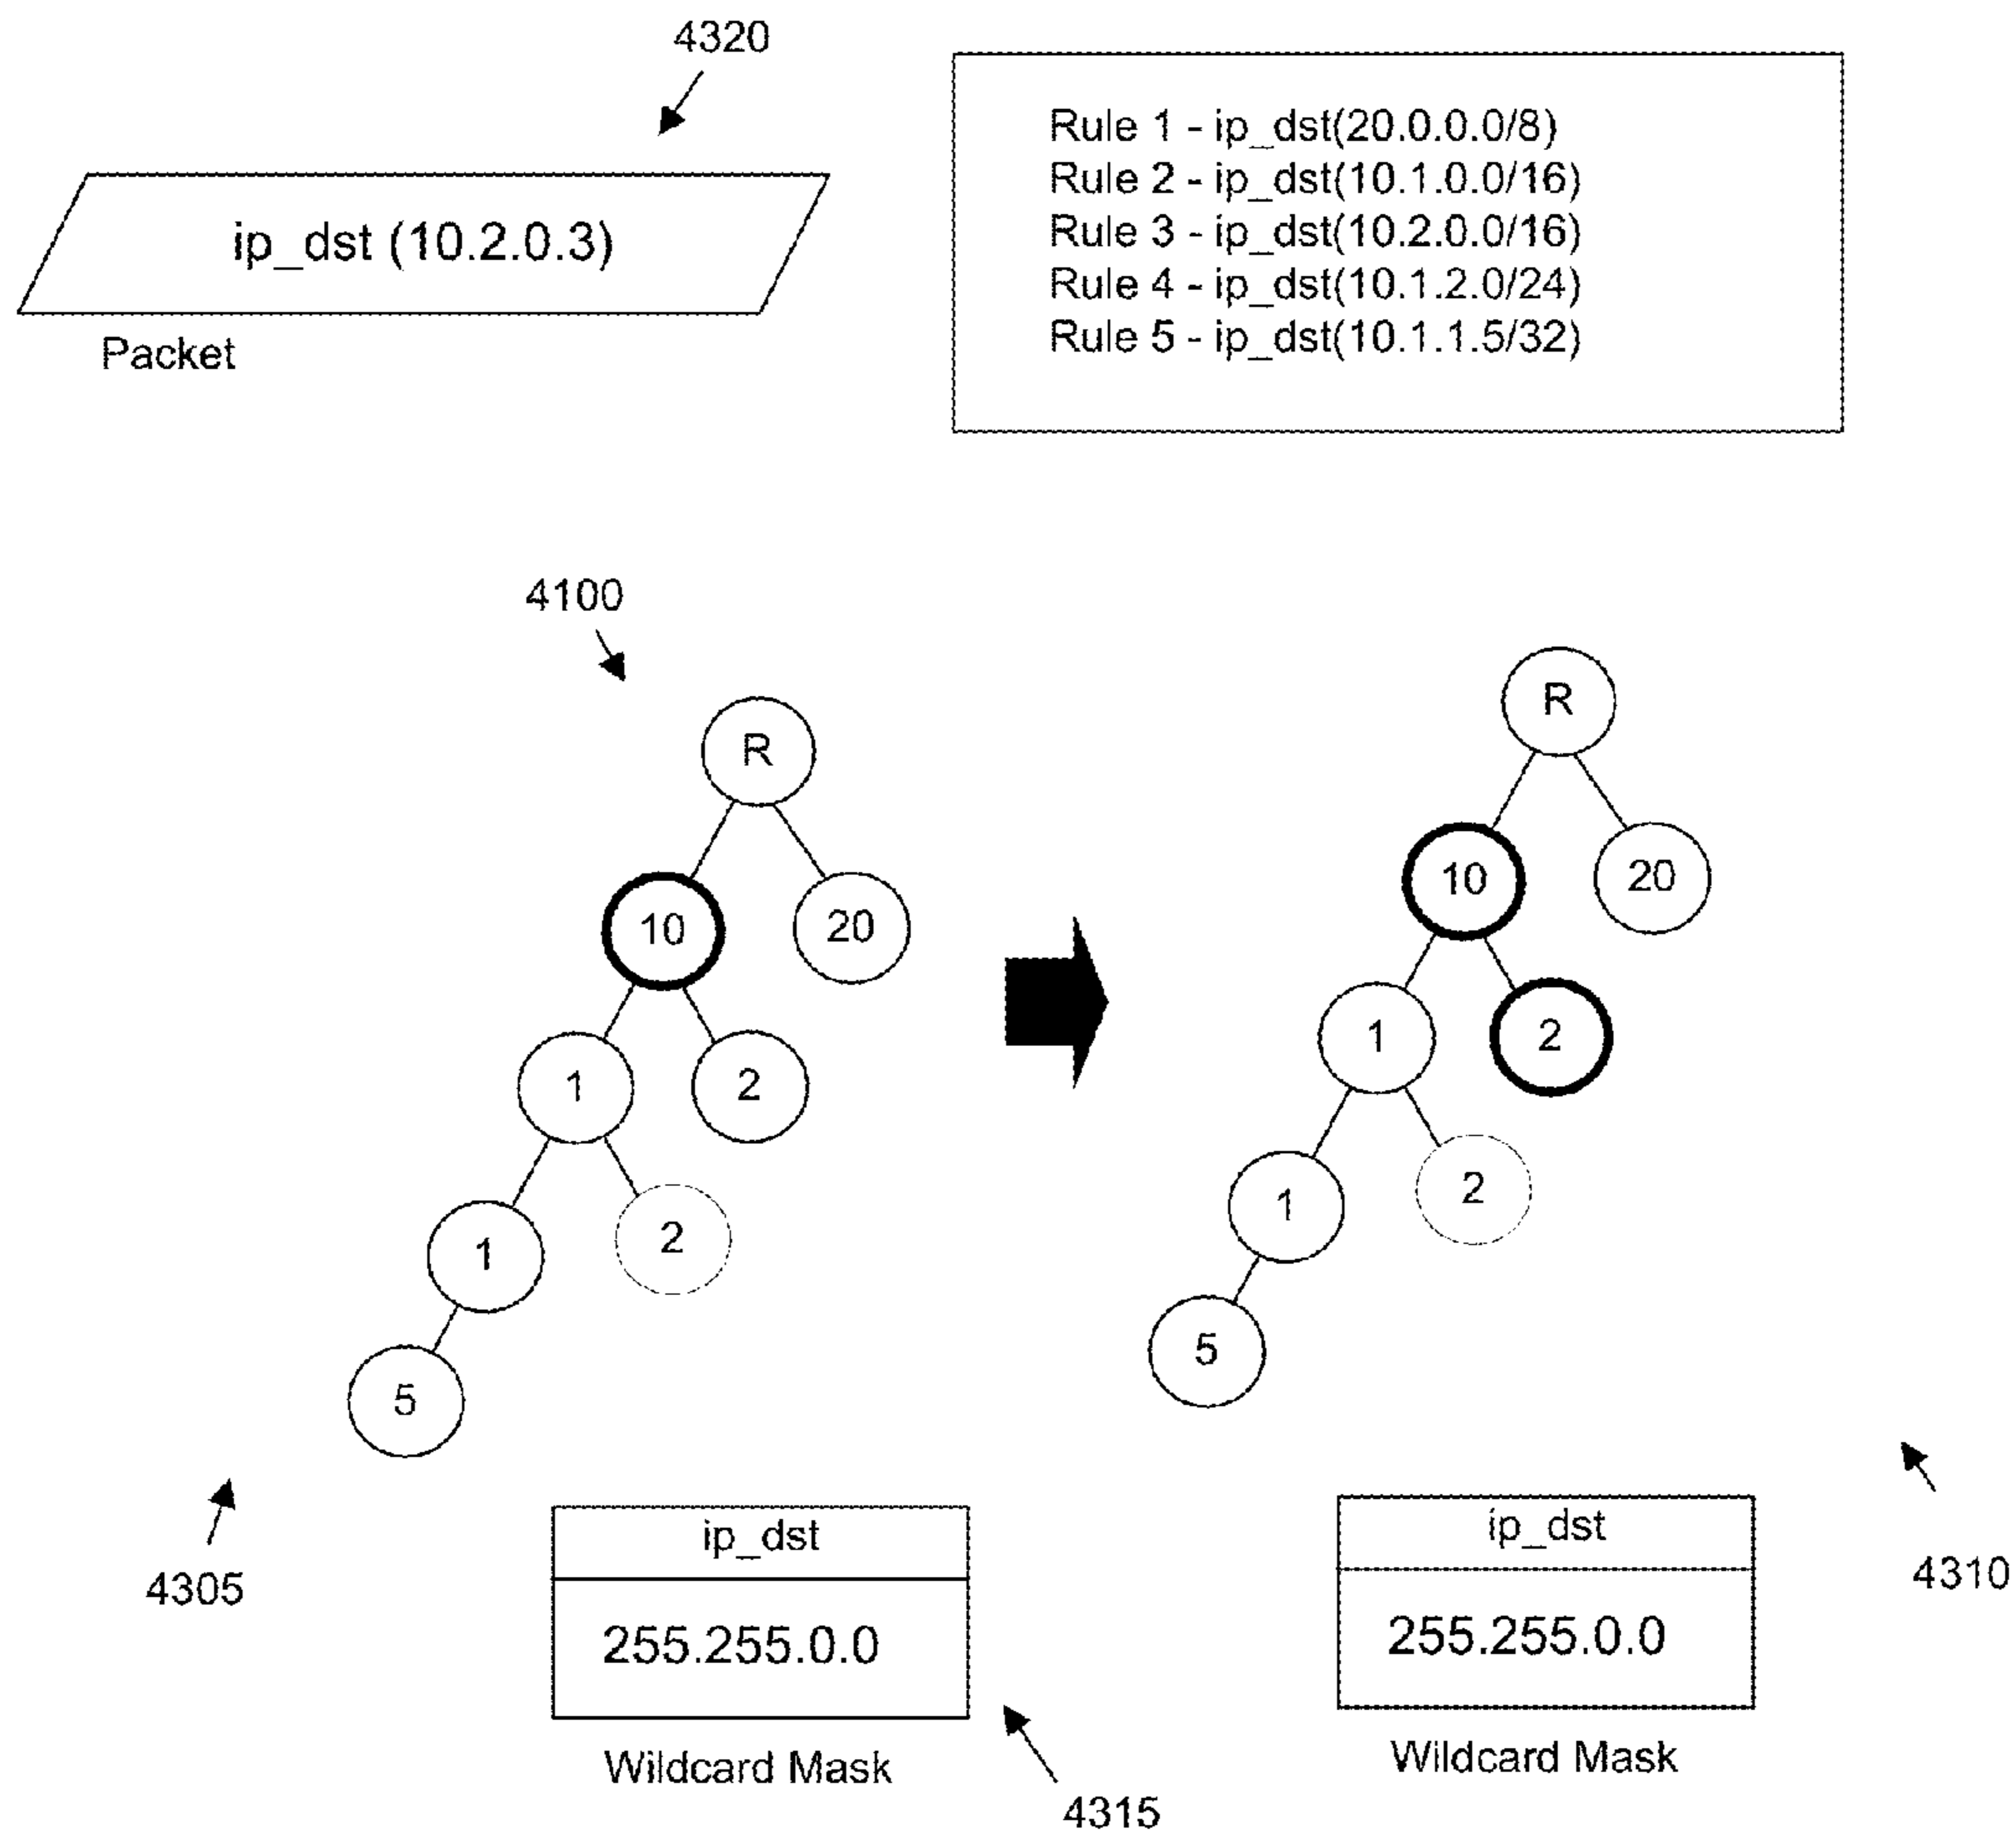 4320
ip_dst (10.2.0.3)
Packet
Rule 1 - ip_dst(20.0.0.0/8)
Rule 2 - ip_dst(10.1.0.0/16)
Rule 3 - ip_dst(10.2.0.0/16)
Rule 4 - ip_dst(10.1.2.0/24)
Rule 5 - ip_dst(10.1.1.5/32)
4100
R
10
20
1
2
1
2
5
4305
ip_dst
255.255.0.0
Wildcard Mask
4315
R
10
20
1
2
1
2
5
4310
ip_dst
255.255.0.0
Wildcard Mask